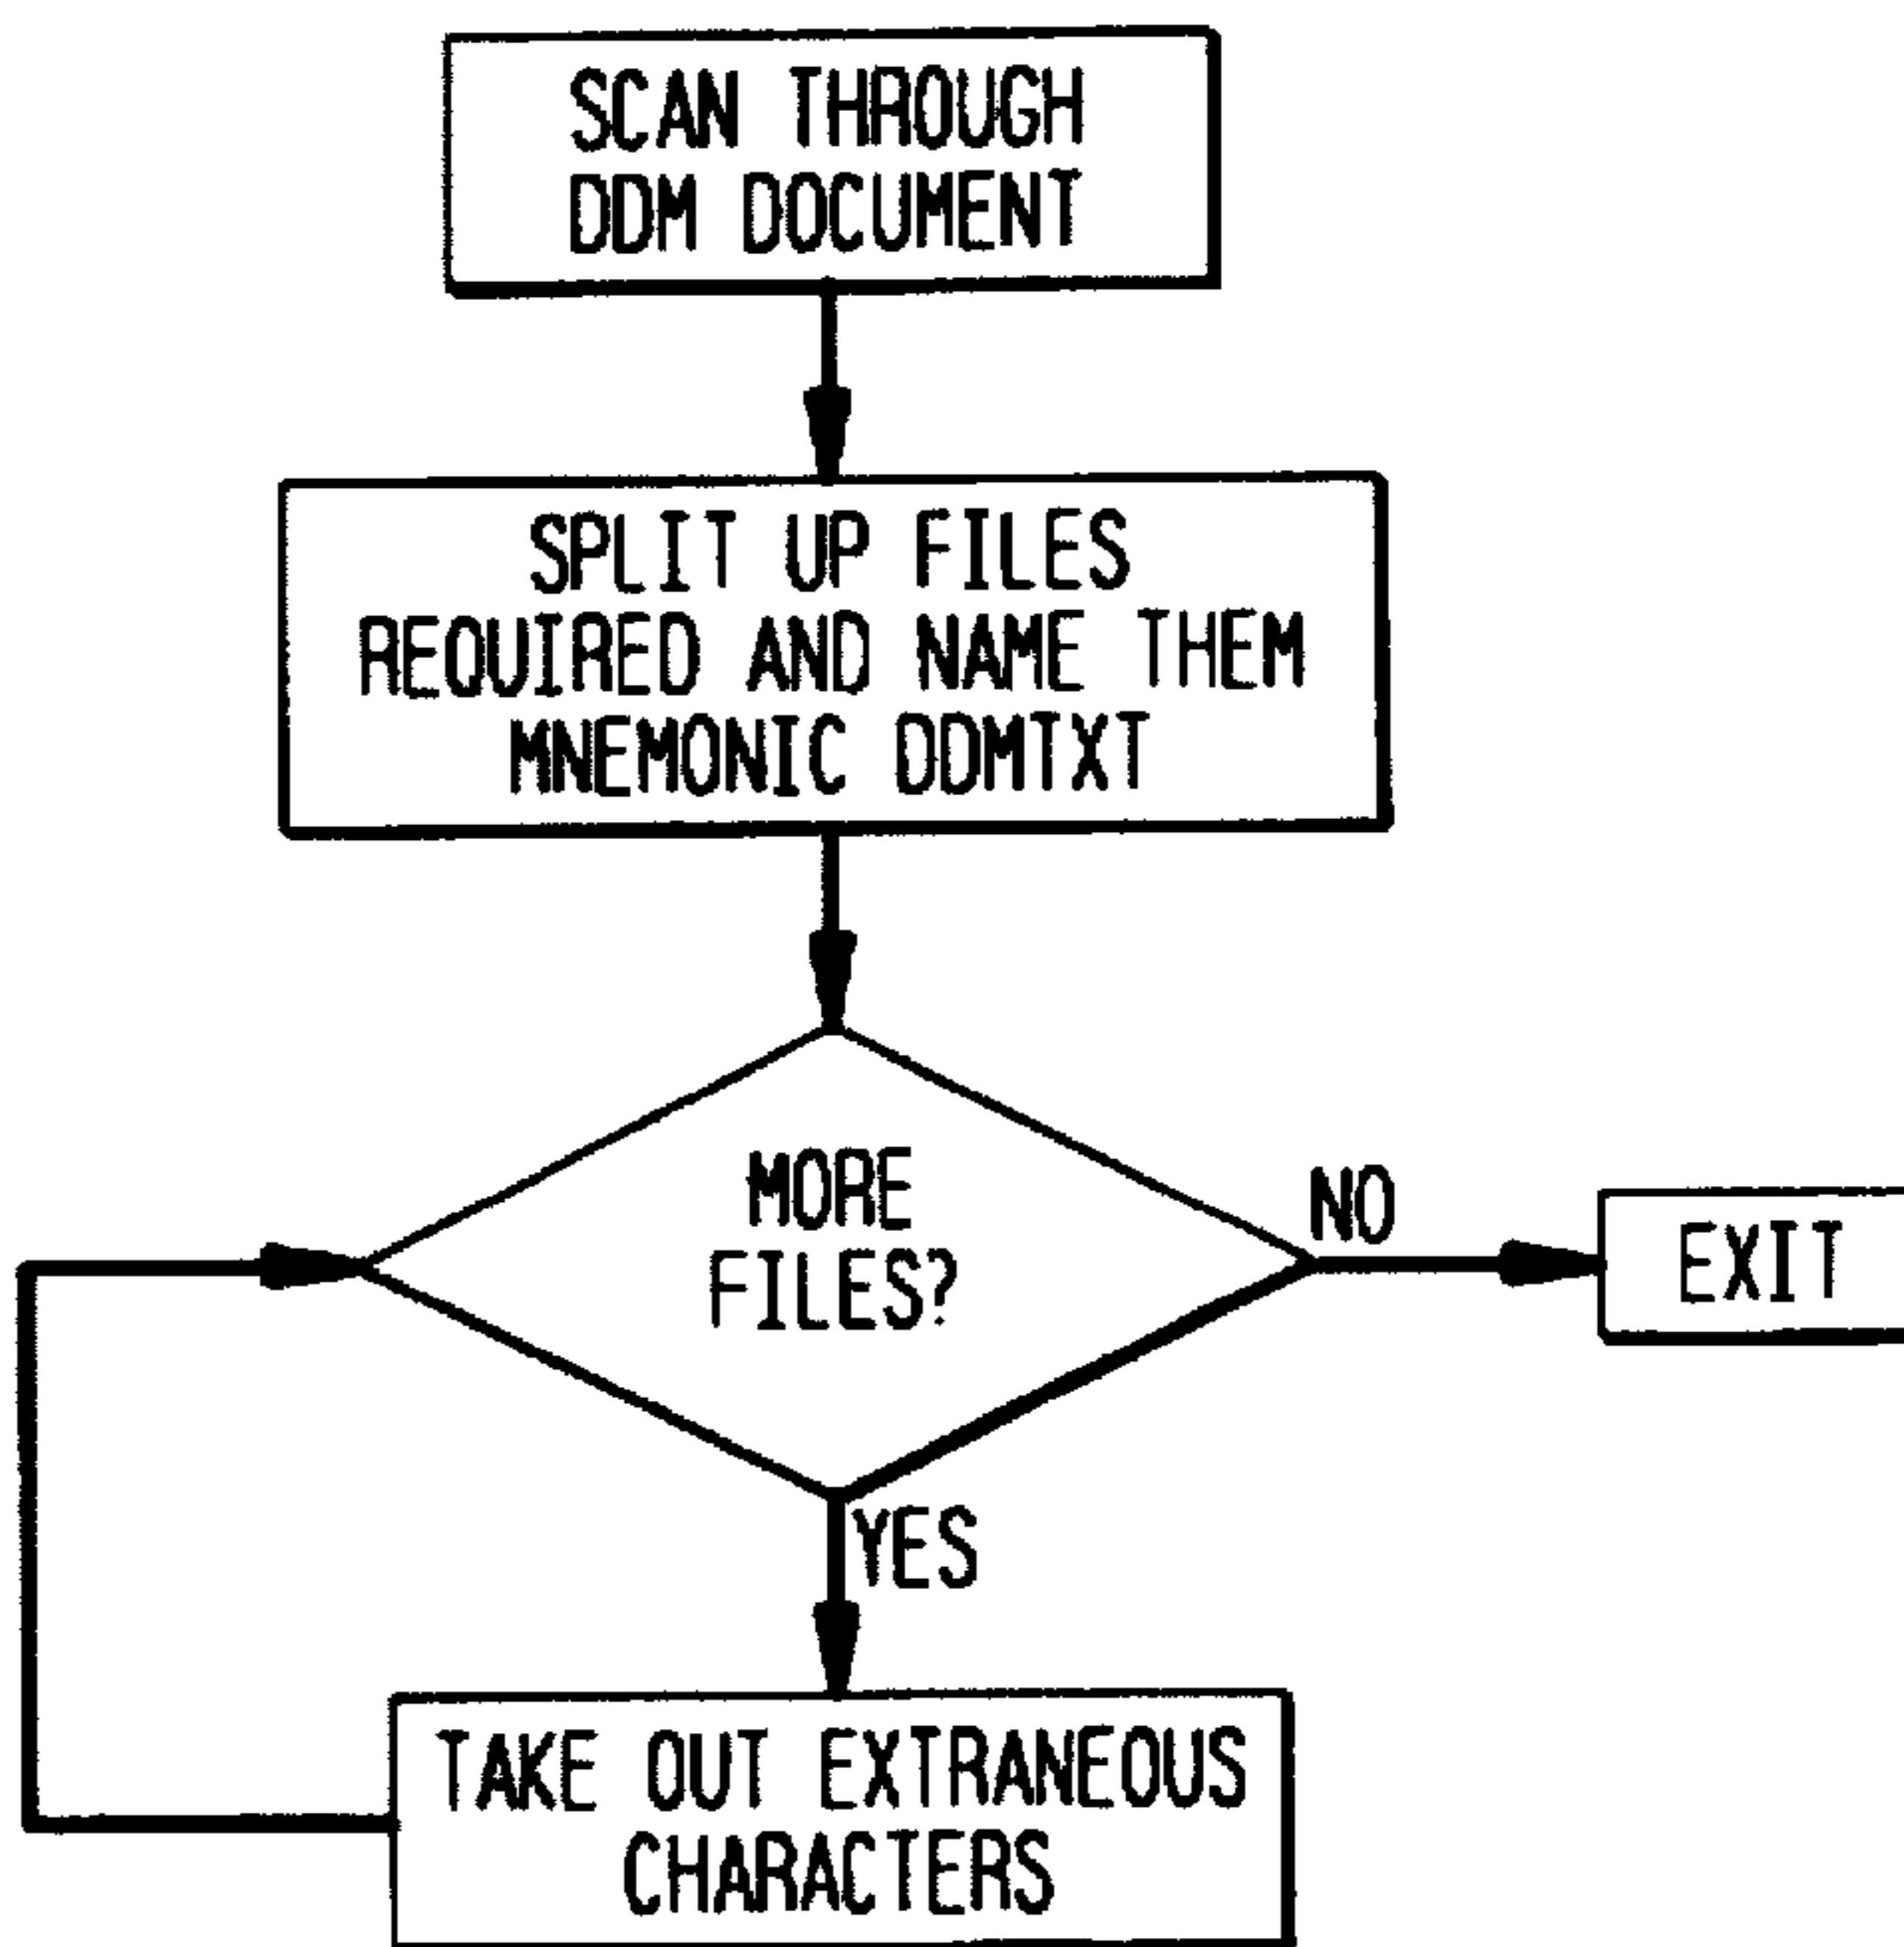 SCAN THROUGH
DDM DOCUMENT
SPLIT UP FILES
REQUIRED AND NAME THEM
MNEMONIC DDMTXT
MORE
FILES?
NO
EXIT
YES
TAKE OUT EXTRANEOUS
CHARACTERS